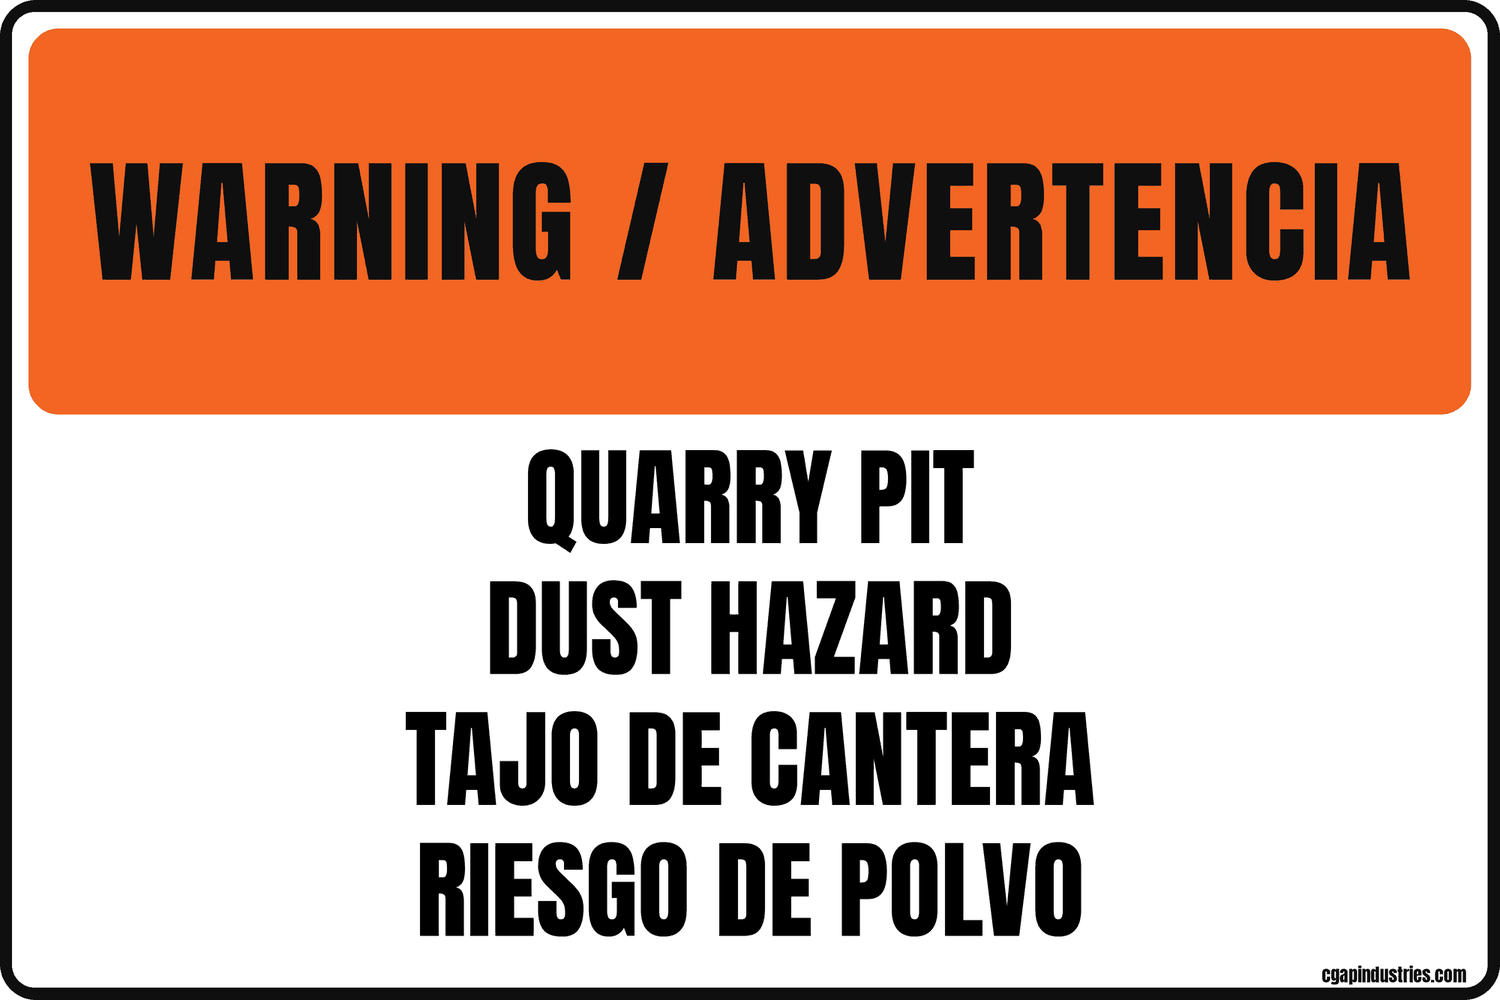 WARNING / ADVERTENCIA
QUARRY PIT
DUST HAZARD
TAJO DE CANTERA
RIESGO DE POLVO
cgapindustries.com